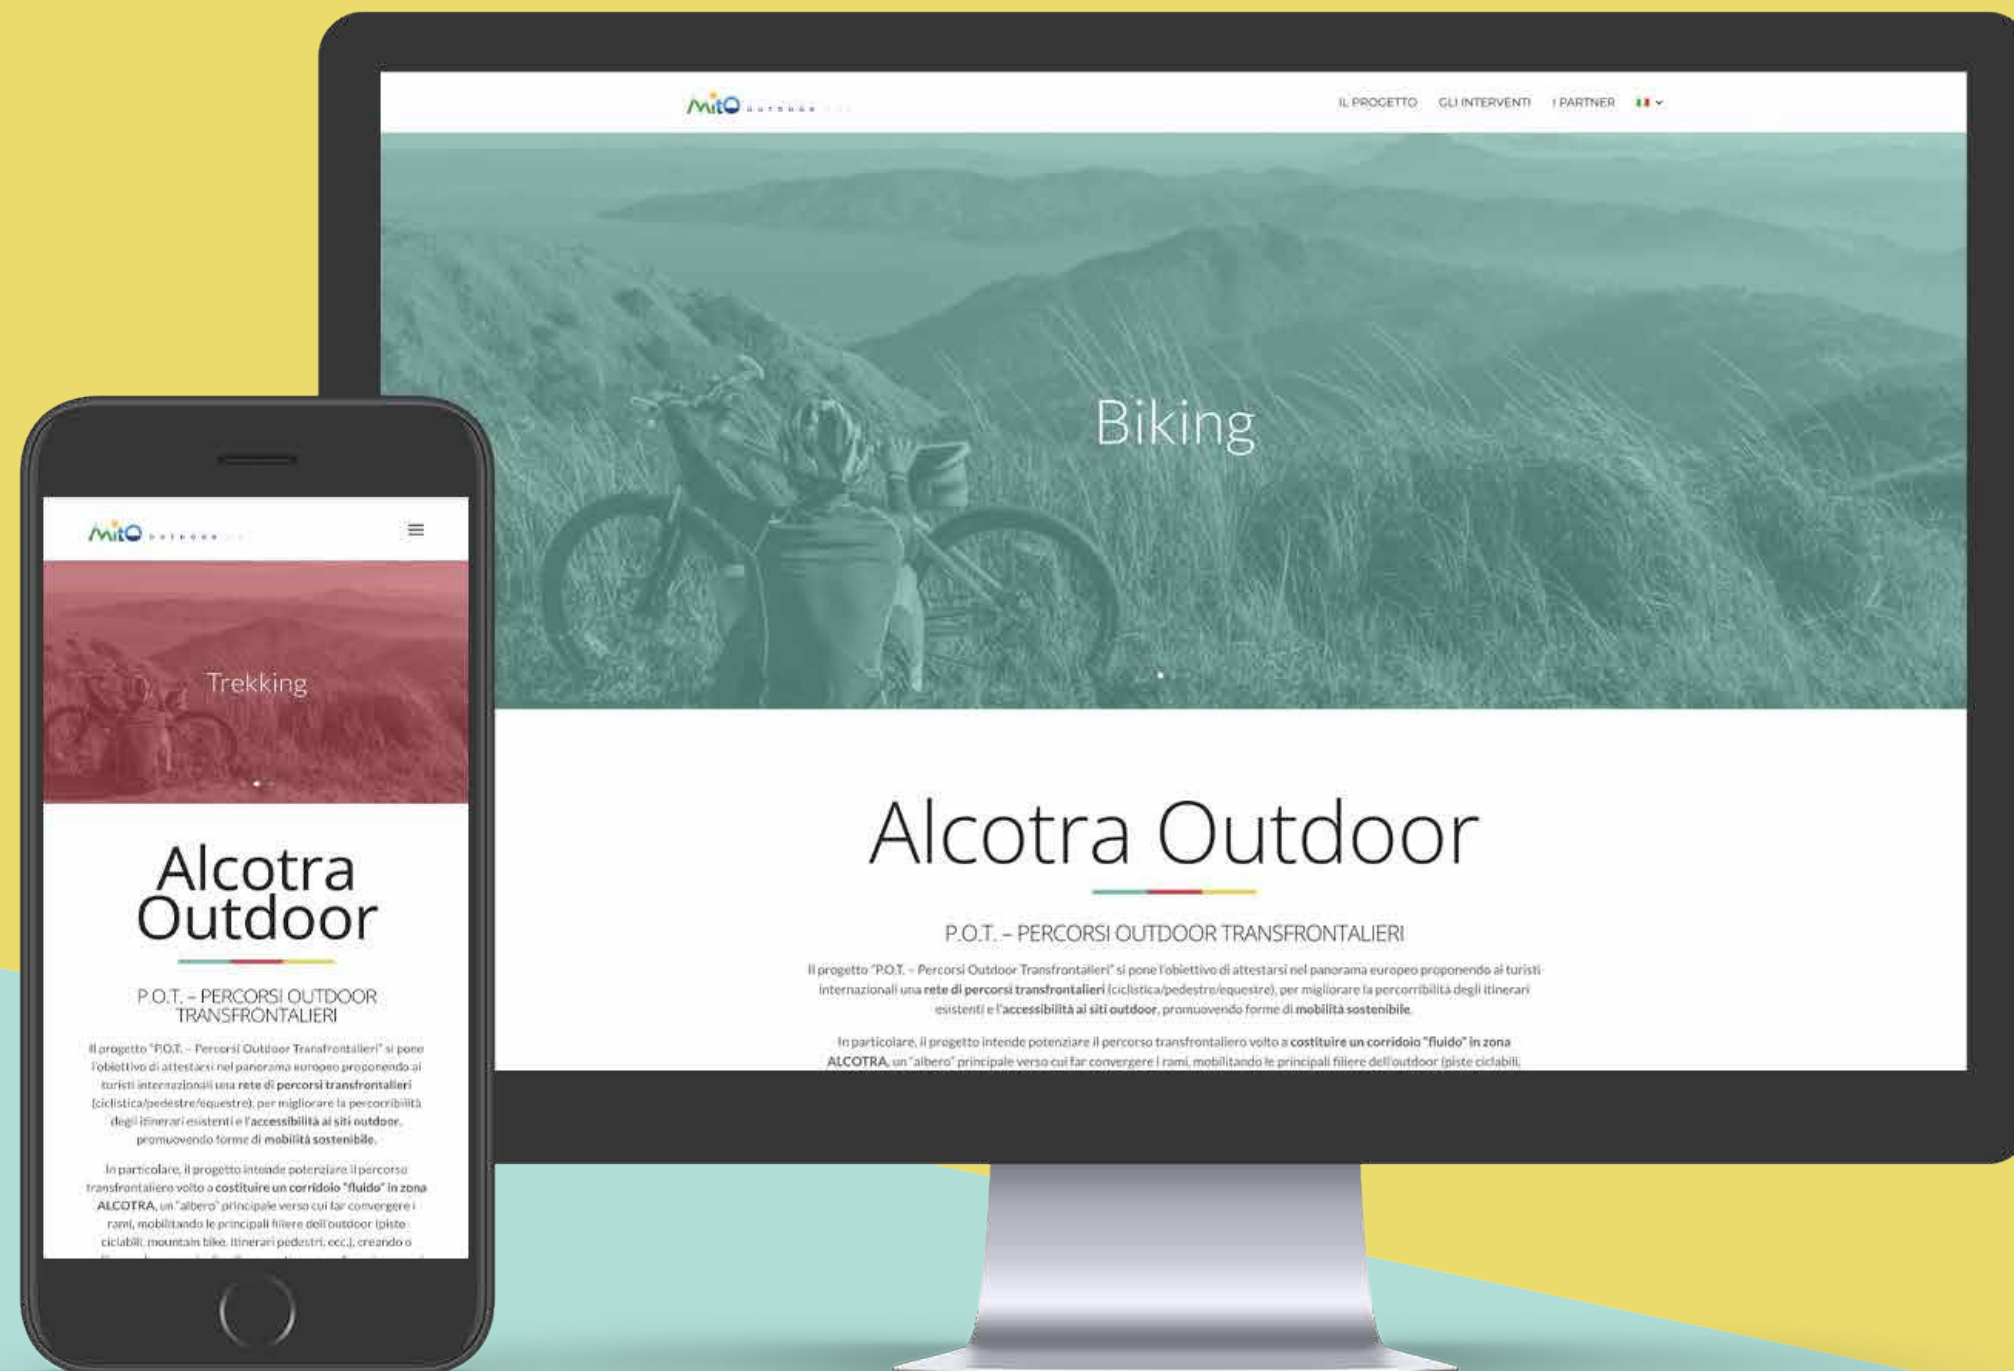 MitO OUTDOOR
IL PROGETTO GLI INTERVENTI I PARTNER
Biking
Alcotra Outdoor
P.O.T. – PERCORSI OUTDOOR TRANSFRONTALIERI
Il progetto "P.O.T. – Percorsi Outdoor Transfrontalieri" si pone l'obiettivo di attestarsi nel panorama europeo proponendo ai turisti
internazionali una rete di percorsi transfrontalieri (ciclistica/pedestre/equestre), per migliorare la percorribilità degli itinerari
esistenti e l'accessibilità ai siti outdoor, promuovendo forme di mobilità sostenibile.
In particolare, il progetto intende potenziare il percorso transfrontaliero volto a costituire un corridoio "fluido" in zona
ALCOTRA, un "albero" principale verso cui far convergere i rami, mobilitando le principali filiere dell'outdoor (piste ciclabili,
MitO OUTDOOR
Trekking
Alcotra
Outdoor
P.O.T. – PERCORSI OUTDOOR
TRANSFRONTALIERI
Il progetto "P.O.T. – Percorsi Outdoor Transfrontalieri" si pone
l'obiettivo di attestarsi nel panorama europeo proponendo ai
turisti internazionali una rete di percorsi transfrontalieri
(ciclistica/pedestre/equestre), per migliorare la percorribilità
degli itinerari esistenti e l'accessibilità ai siti outdoor,
promuovendo forme di mobilità sostenibile.
In particolare, il progetto intende potenziare il percorso
transfrontaliero volto a costituire un corridoio "fluido" in zona
ALCOTRA, un "albero" principale verso cui far convergere i
rami, mobilitando le principali filiere dell'outdoor (piste
ciclabili, mountain bike, itinerari pedestri, ecc.), creando o